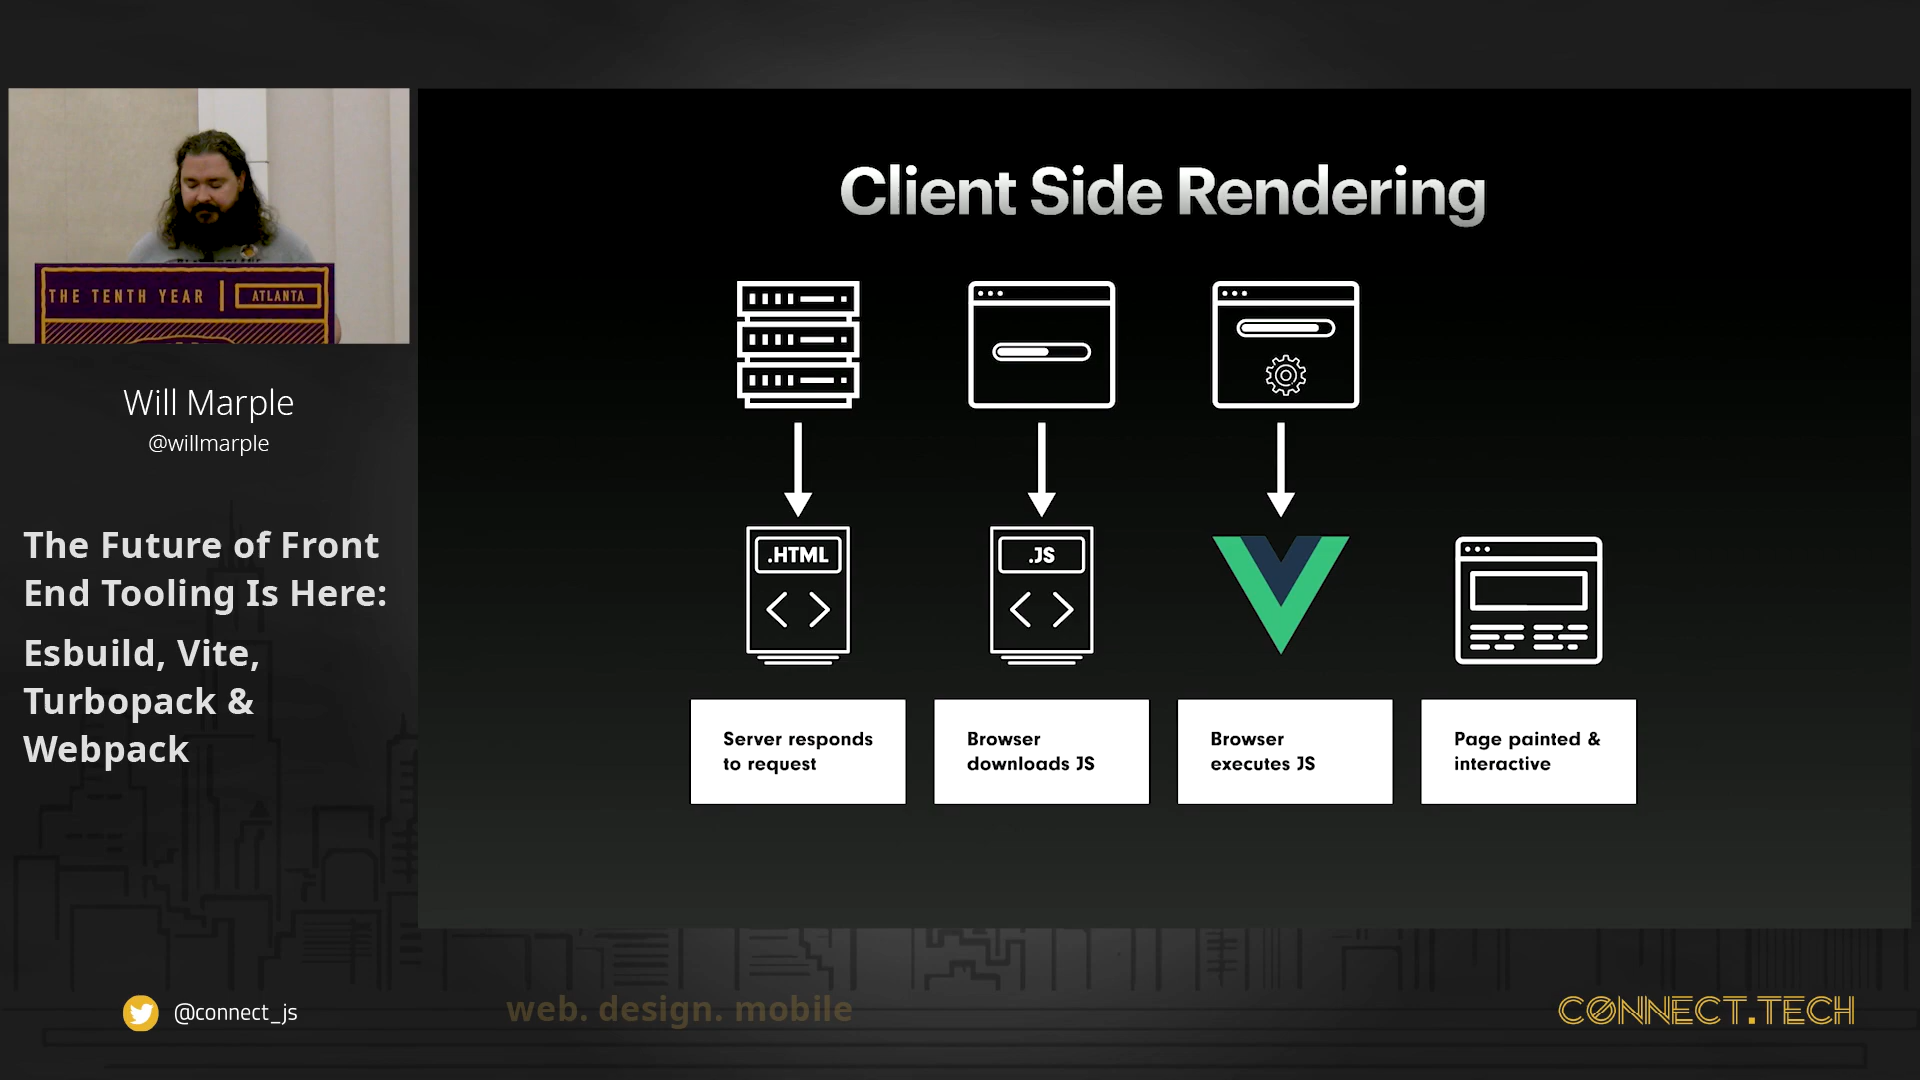 THE TENTH YEAR
ATLANTA
Will Marple
@willmarple
The Future of Front
End Tooling Is Here:
Esbuild, Vite,
Turbopack &
Webpack
Client Side Rendering
.HTML
.JS
Server responds
to request
Browser
downloads JS
Browser
executes JS
Page painted &
interactive
@connect_js
web. design. mobile
CONNECT.TECH